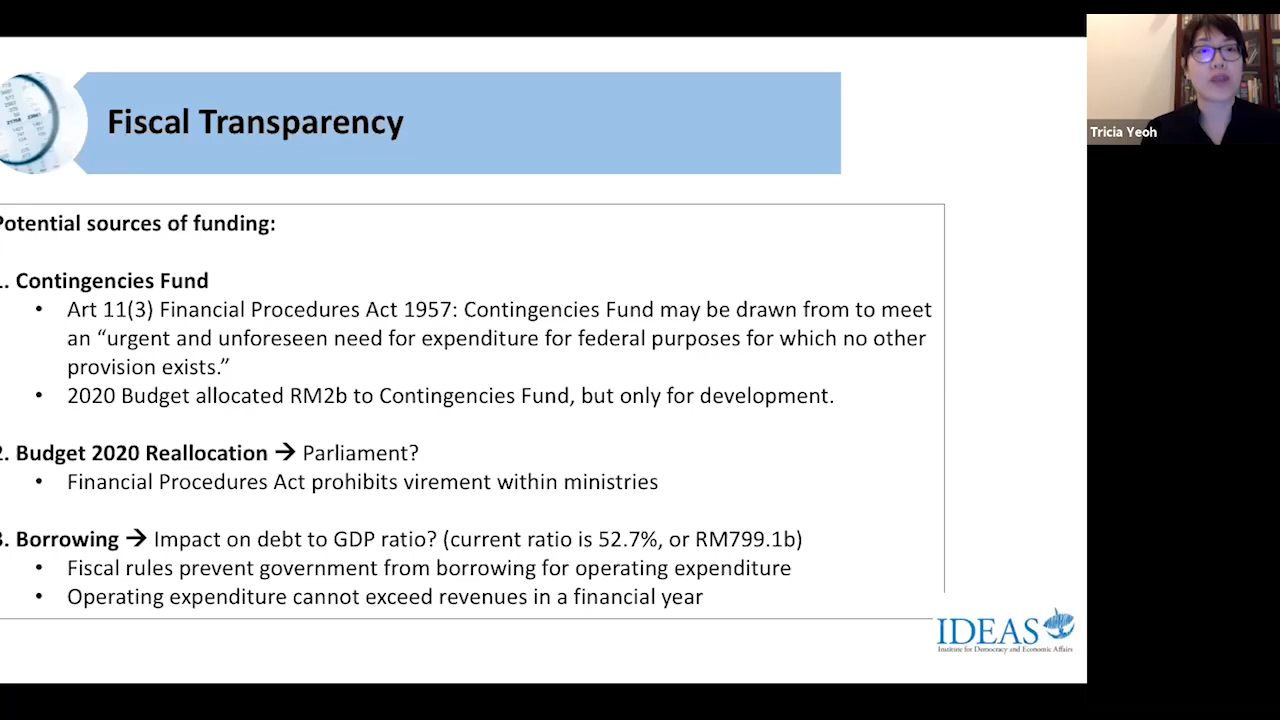 Fiscal Transparency
Tricia Yeoh
Potential sources of funding:
. Contingencies Fund
• Art 11(3) Financial Procedures Act 1957: Contingencies Fund may be drawn from to meet
an “urgent and unforeseen need for expenditure for federal purposes for which no other
provision exists.”
• 2020 Budget allocated RM2b to Contingencies Fund, but only for development.
2. Budget 2020 Reallocation → Parliament?
• Financial Procedures Act prohibits virement within ministries
3. Borrowing → Impact on debt to GDP ratio? (current ratio is 52.7%, or RM799.1b)
• Fiscal rules prevent government from borrowing for operating expenditure
• Operating expenditure cannot exceed revenues in a financial year
IDEAS
Institute for Democracy and Economic Affairs